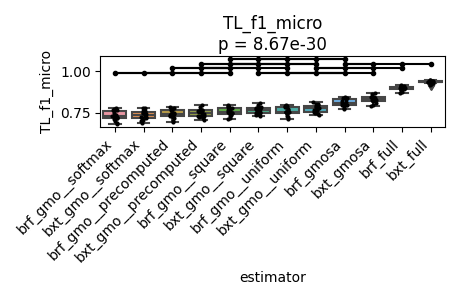 TL_f1_micro
p = 8.67e-30
TL_f1_micro
1.00
0.75
brf_gmo__softmax
bxt_gmo__softmax
brf_gmo__precomputed
bxt_gmo__precomputed
brf_gmo__square
bxt_gmo__square
brf_gmo__uniform
bxt_gmo__uniform
brf_gmosa
bxt_gmosa
brf_full
bxt_full
estimator